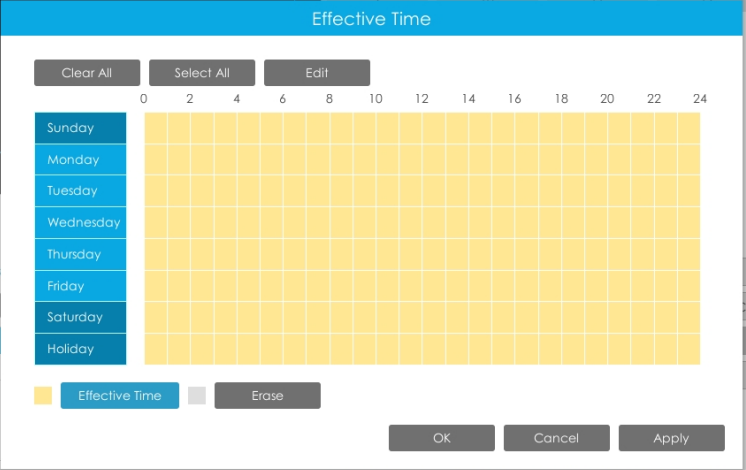 Effective Time
Clear All Select All Edit
0 2 4 6 8 10 12 14 16 18 20 22 24
Sunday
Monday
Tuesday
Wednesday
Thursday
Friday
Saturday
Holiday
Effective Time Erase
OK Cancel Apply